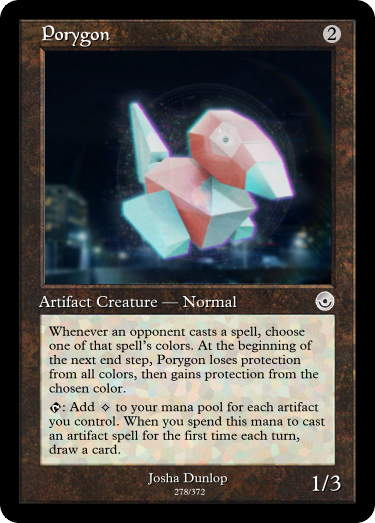 Porygon
2
Artifact Creature — Normal
Whenever an opponent casts a spell, choose
one of that spell's colors. At the beginning of
the next end step, Porygon loses protection
from all colors, then gains protection from the
chosen color.
: Add to your mana pool for each artifact
you control. When you spend this mana to cast
an artifact spell for the first time each turn,
draw a card.
Josha Dunlop
278/372
1/3